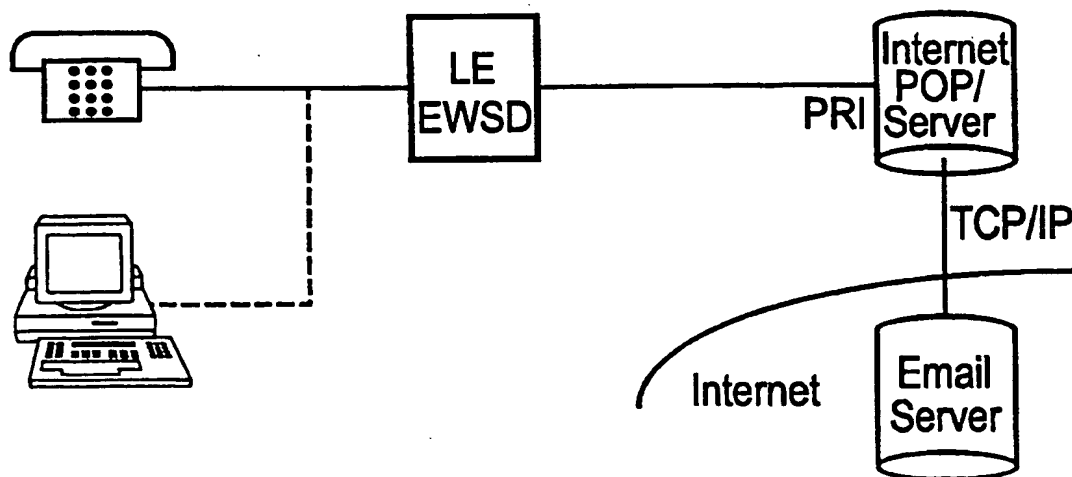 LE
EWSD
PRI
Internet
POP/
Server
TCP/IP
Internet
Email
Server